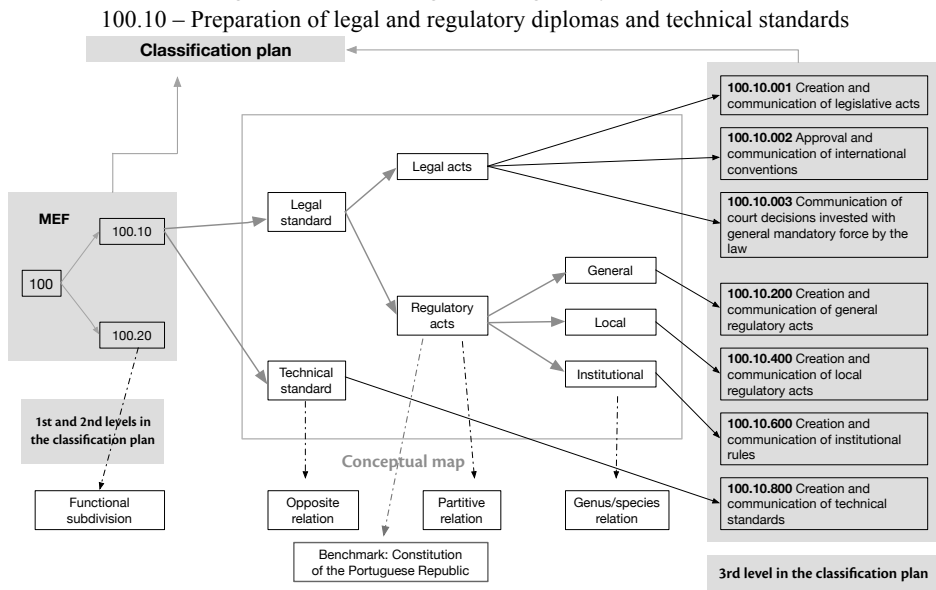 100.10 – Preparation of legal and regulatory diplomas and technical standards
Classification plan
MEF
100
100.10
100.20
1st and 2nd levels in
the classification plan
Functional
subdivision
Legal
standard
Technical
standard
Legal acts
Regulatory
acts
General
Local
Institutional
Conceptual map
Opposite
relation
Partitive
relation
Genus/species
relation
Benchmark: Constitution
of the Portuguese Republic
100.10.001 Creation and
communication of legislative acts
100.10.002 Approval and
communication of international
conventions
100.10.003 Communication of
court decisions invested with
general mandatory force by the
law
100.10.200 Creation and
communication of general
regulatory acts
100.10.400 Creation and
communication of local
regulatory acts
100.10.600 Creation and
communication of institutional
rules
100.10.800 Creation and
communication of technical
standards
3rd level in the classification plan